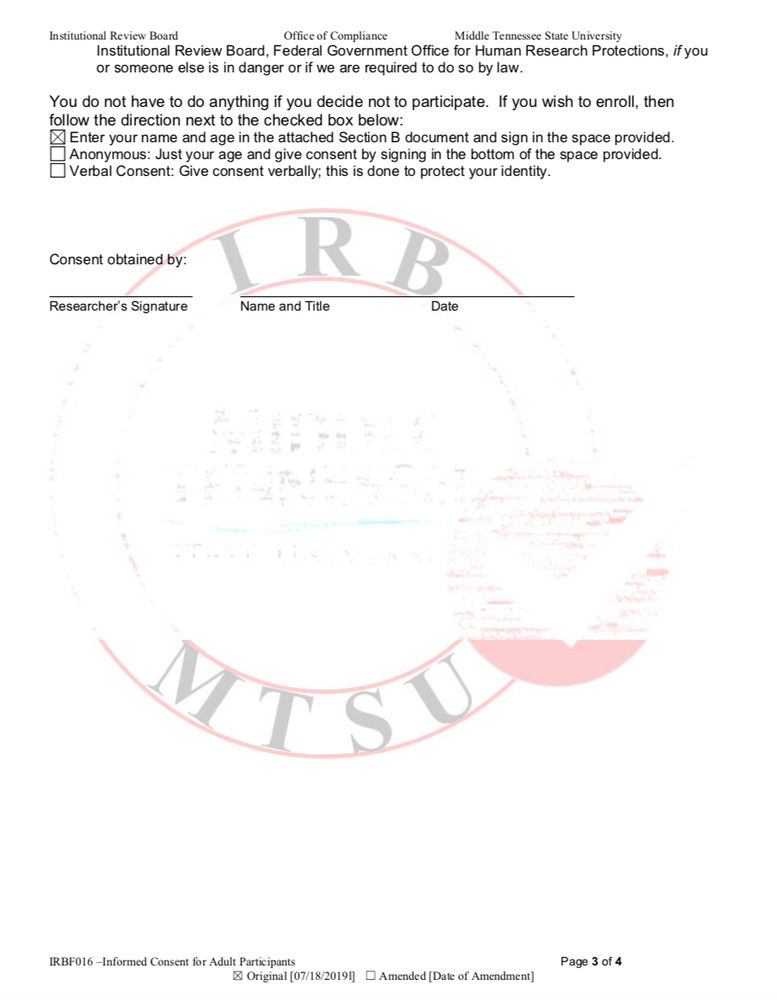 Institutional Review Board Office of Compliance Middle Tennessee State University
Institutional Review Board, Federal Government Office for Human Research Protections, if you
or someone else is in danger or if we are required to do so by law.
You do not have to do anything if you decide not to participate. If you wish to enroll, then
follow the direction next to the checked box below:
☒ Enter your name and age in the attached Section B document and sign in the space provided.
☐ Anonymous: Just your age and give consent by signing in the bottom of the space provided.
☐ Verbal Consent: Give consent verbally; this is done to protect your identity.
IRB
Consent obtained by:
Researcher's Signature Name and Title Date
MTSU
IRBF016 –Informed Consent for Adult Participants Page 3 of 4
☒ Original [07/18/2019I] ☐ Amended [Date of Amendment]